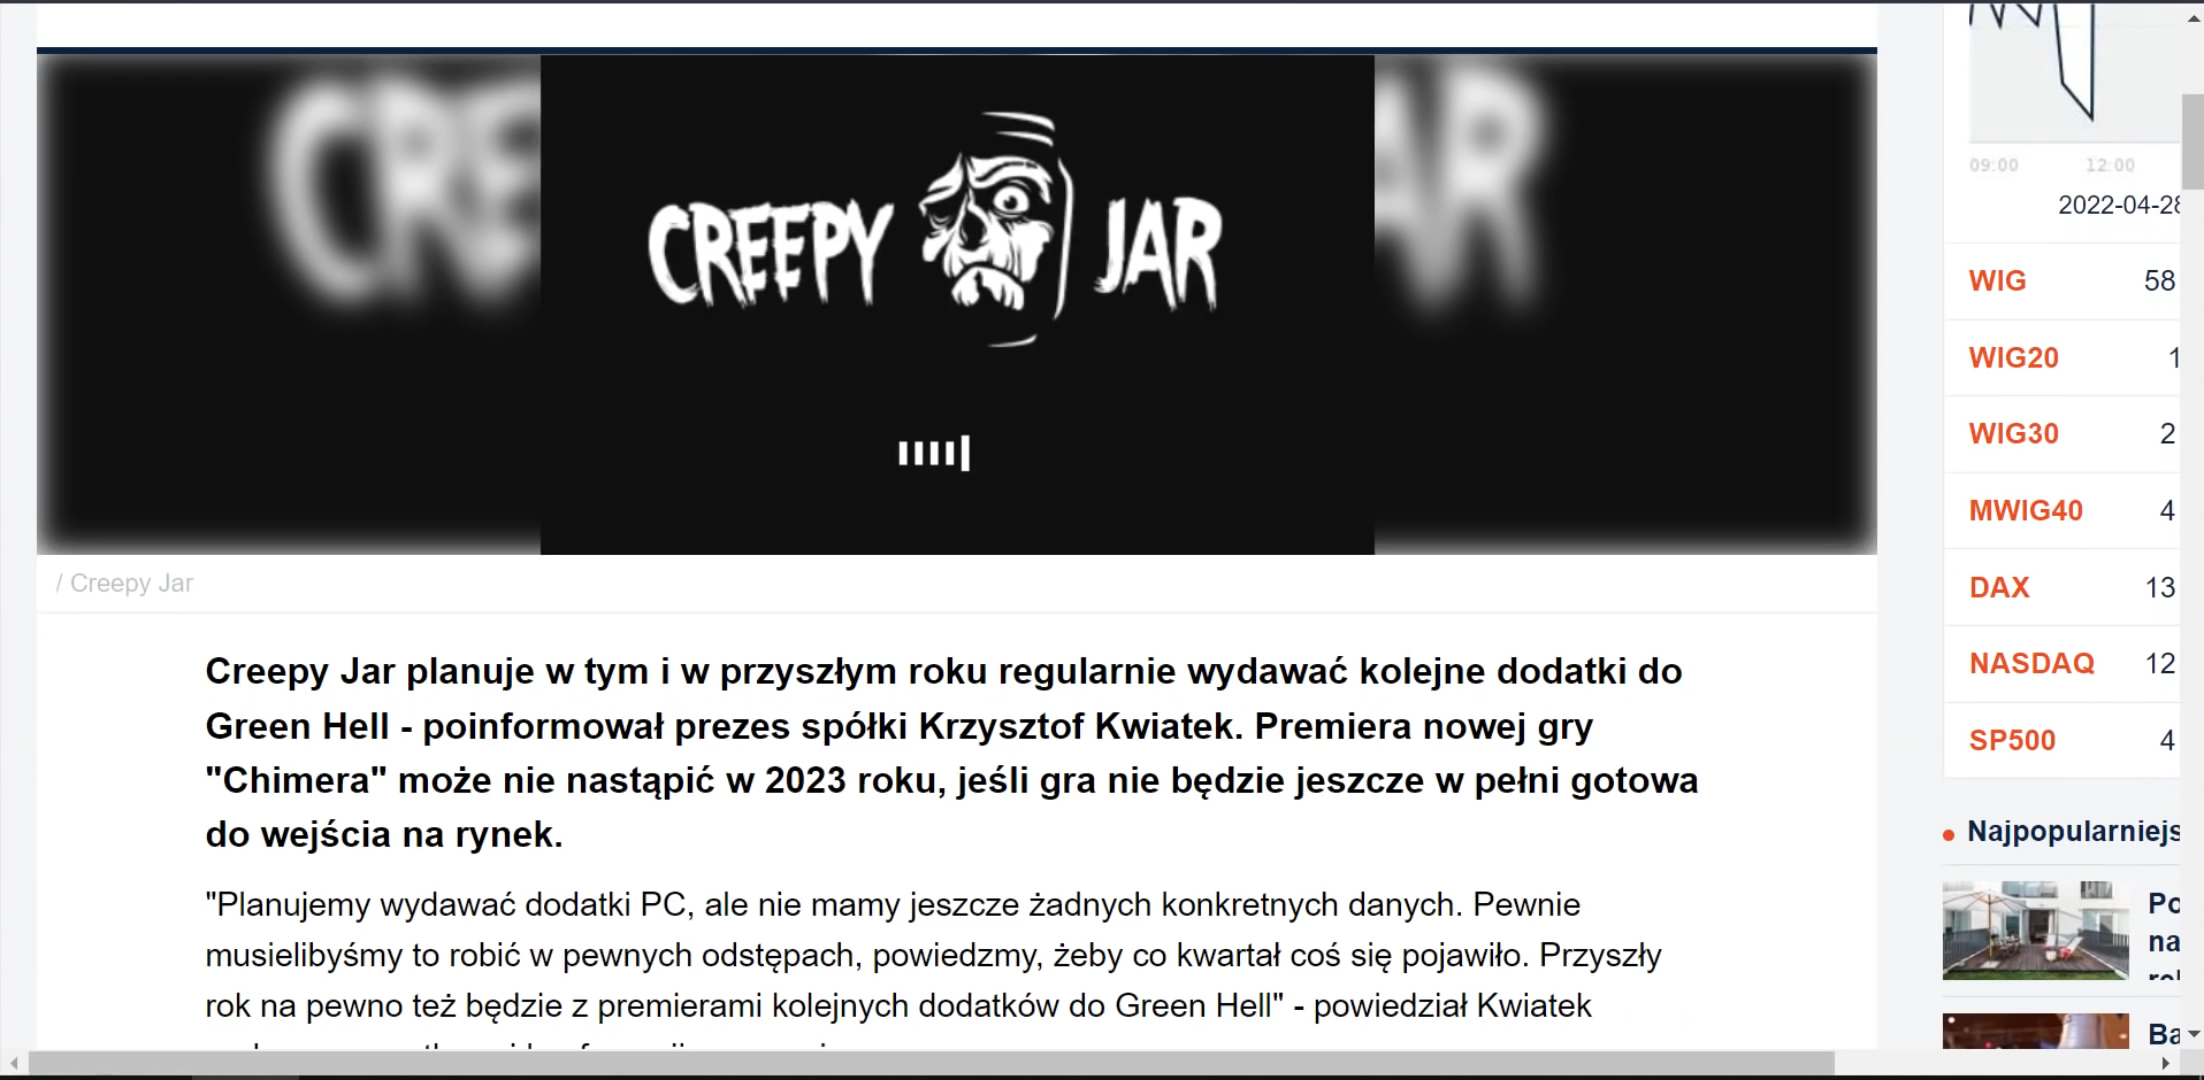 CREEPY JAR
/ Creepy Jar
Creepy Jar planuje w tym i w przyszłym roku regularnie wydawać kolejne dodatki do
Green Hell - poinformował prezes spółki Krzysztof Kwiatek. Premiera nowej gry
"Chimera" może nie nastąpić w 2023 roku, jeśli gra nie będzie jeszcze w pełni gotowa
do wejścia na rynek.
"Planujemy wydawać dodatki PC, ale nie mamy jeszcze żadnych konkretnych danych. Pewnie
musielibyśmy to robić w pewnych odstępach, powiedzmy, żeby co kwartał coś się pojawiło. Przyszły
rok na pewno też będzie z premierami kolejnych dodatków do Green Hell" - powiedział Kwiatek
09:00 12:00
2022-04-28
WIG 58
WIG20 1
WIG30 2
MWIG40 4
DAX 13
NASDAQ 12
SP500 4
Najpopularniejs
Po
na
Ba